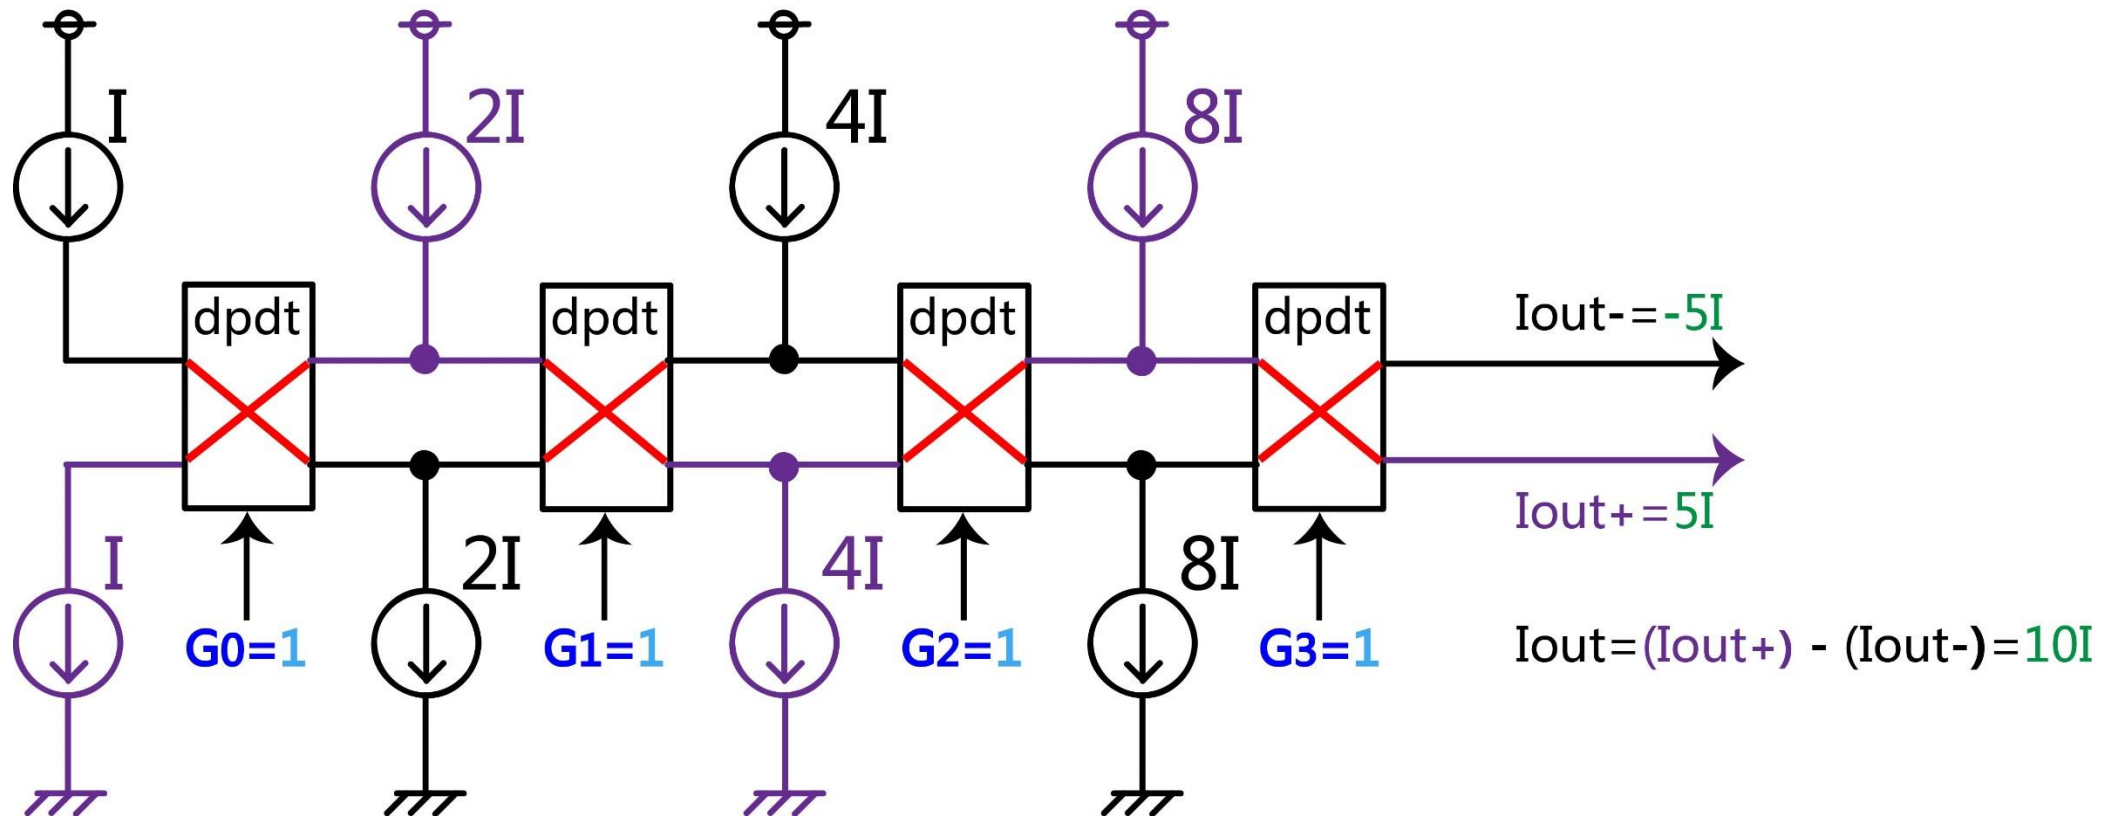 I 2I 4I 8I
dpdt dpdt dpdt dpdt
Iout-=-5I
Iout+=5I
I 2I 4I 8I
G0=1 G1=1 G2=1 G3=1
Iout=(Iout+) - (Iout-)=10I